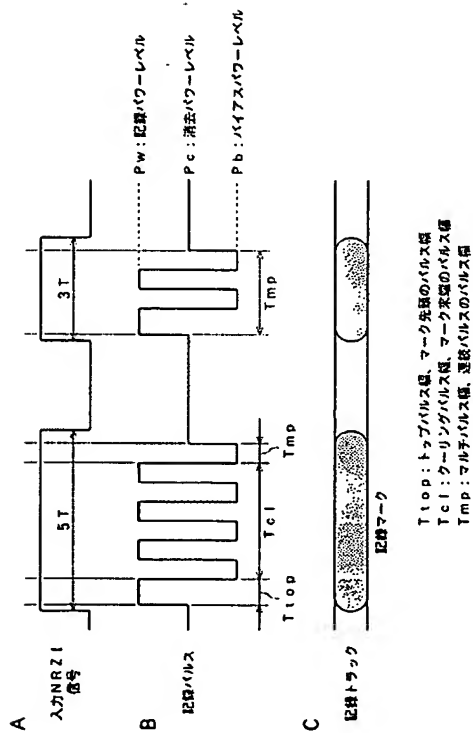 A
入力NRZI
信号
5T
3T
B
記録パルス
Pw:記録パワーレベル
Pc:消去パワーレベル
Pb:バイアスパワーレベル
Ttop
Tcl
Tmp
Tmp
C
記録トラック
記録マーク
Ttop:トップパルス幅、マーク先頭のパルス幅
Tcl:クーリングパルス幅、マーク末端のパルス幅
Tmp:マルチパルス幅、連続パルスのパルス幅